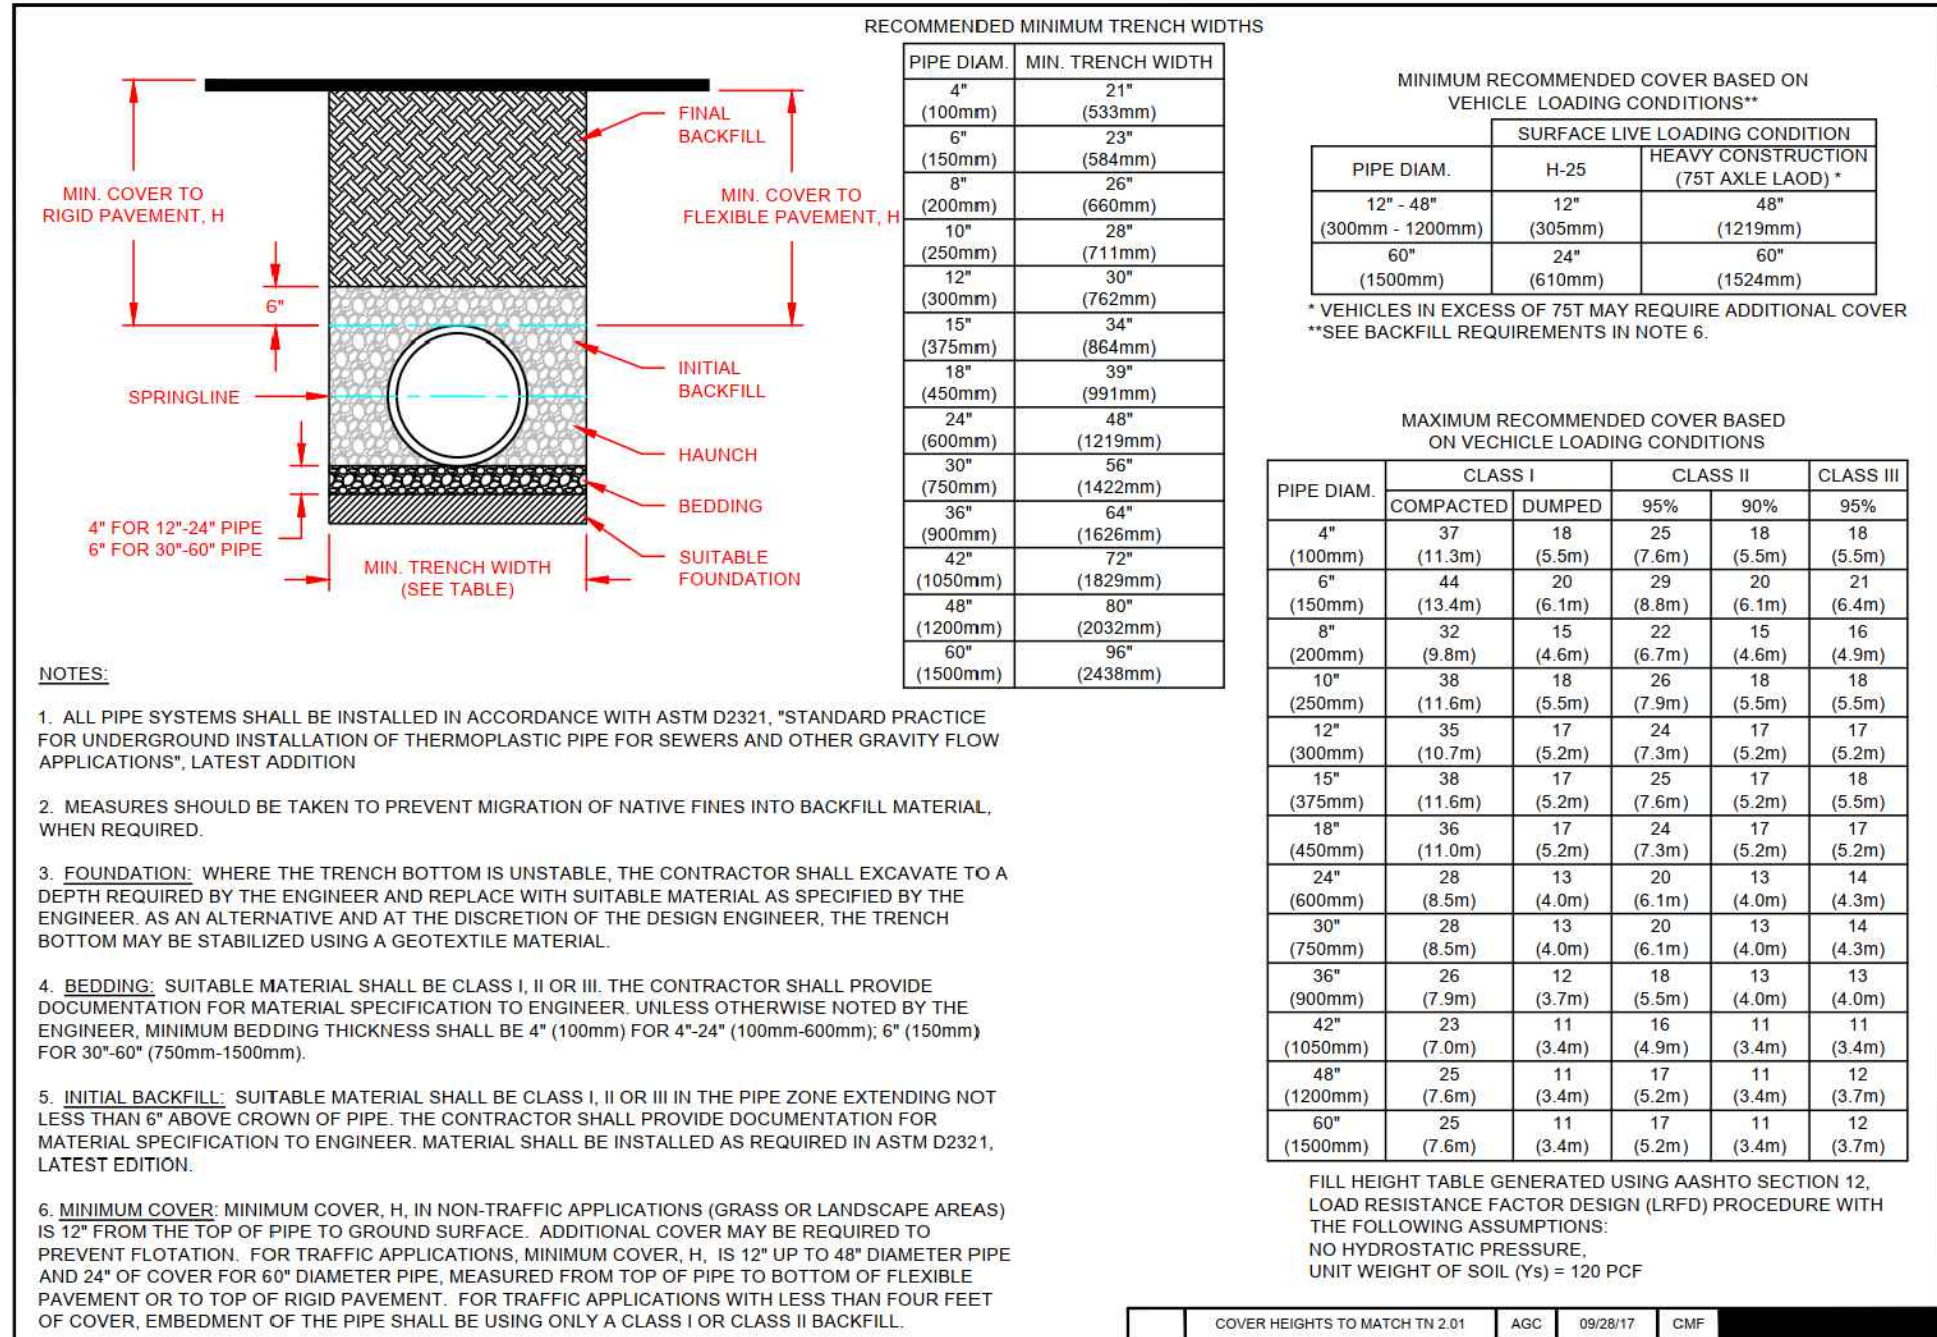 RECOMMENDED MINIMUM TRENCH WIDTHS
PIPE DIAM. MIN. TRENCH WIDTH
4" 21"
(100mm) (533mm)
6" 23"
(150mm) (584mm)
8" 26"
(200mm) (660mm)
10" 28"
(250mm) (711mm)
12" 30"
(300mm) (762mm)
15" 34"
(375mm) (864mm)
18" 39"
(450mm) (991mm)
24" 48"
(600mm) (1219mm)
30" 56"
(750mm) (1422mm)
36" 64"
(900mm) (1626mm)
42" 72"
(1050mm) (1829mm)
48" 80"
(1200mm) (2032mm)
60" 96"
(1500mm) (2438mm)
FINAL
BACKFILL
MIN. COVER TO
RIGID PAVEMENT, H
MIN. COVER TO
FLEXIBLE PAVEMENT, H
6"
INITIAL
BACKFILL
SPRINGLINE
HAUNCH
BEDDING
4" FOR 12"-24" PIPE
6" FOR 30"-60" PIPE
MIN. TRENCH WIDTH
(SEE TABLE)
SUITABLE
FOUNDATION
MINIMUM RECOMMENDED COVER BASED ON
VEHICLE LOADING CONDITIONS**
SURFACE LIVE LOADING CONDITION
PIPE DIAM. H-25 HEAVY CONSTRUCTION
(75T AXLE LAOD) *
12" - 48" 12" 48"
(300mm - 1200mm) (305mm) (1219mm)
60" 24" 60"
(1500mm) (610mm) (1524mm)
* VEHICLES IN EXCESS OF 75T MAY REQUIRE ADDITIONAL COVER
**SEE BACKFILL REQUIREMENTS IN NOTE 6.
MAXIMUM RECOMMENDED COVER BASED
ON VECHICLE LOADING CONDITIONS
PIPE DIAM. CLASS I CLASS II CLASS III
COMPACTED DUMPED 95% 90% 95%
4" 37 18 25 18 18
(100mm) (11.3m) (5.5m) (7.6m) (5.5m) (5.5m)
6" 44 20 29 20 21
(150mm) (13.4m) (6.1m) (8.8m) (6.1m) (6.4m)
8" 32 15 22 15 16
(200mm) (9.8m) (4.6m) (6.7m) (4.6m) (4.9m)
10" 38 18 26 18 18
(250mm) (11.6m) (5.5m) (7.9m) (5.5m) (5.5m)
12" 35 17 24 17 17
(300mm) (10.7m) (5.2m) (7.3m) (5.2m) (5.2m)
15" 38 17 25 17 18
(375mm) (11.6m) (5.2m) (7.6m) (5.2m) (5.5m)
18" 36 17 24 17 17
(450mm) (11.0m) (5.2m) (7.3m) (5.2m) (5.2m)
24" 28 13 20 13 14
(600mm) (8.5m) (4.0m) (6.1m) (4.0m) (4.3m)
30" 28 13 20 13 14
(750mm) (8.5m) (4.0m) (6.1m) (4.0m) (4.3m)
36" 26 12 18 13 13
(900mm) (7.9m) (3.7m) (5.5m) (4.0m) (4.0m)
42" 23 11 16 11 11
(1050mm) (7.0m) (3.4m) (4.9m) (3.4m) (3.4m)
48" 25 11 17 11 12
(1200mm) (7.6m) (3.4m) (5.2m) (3.4m) (3.7m)
60" 25 11 17 11 12
(1500mm) (7.6m) (3.4m) (5.2m) (3.4m) (3.7m)
FILL HEIGHT TABLE GENERATED USING AASHTO SECTION 12,
LOAD RESISTANCE FACTOR DESIGN (LRFD) PROCEDURE WITH
THE FOLLOWING ASSUMPTIONS:
NO HYDROSTATIC PRESSURE,
UNIT WEIGHT OF SOIL (Ys) = 120 PCF
NOTES:
1. ALL PIPE SYSTEMS SHALL BE INSTALLED IN ACCORDANCE WITH ASTM D2321, "STANDARD PRACTICE
FOR UNDERGROUND INSTALLATION OF THERMOPLASTIC PIPE FOR SEWERS AND OTHER GRAVITY FLOW
APPLICATIONS", LATEST ADDITION
2. MEASURES SHOULD BE TAKEN TO PREVENT MIGRATION OF NATIVE FINES INTO BACKFILL MATERIAL,
WHEN REQUIRED.
3. FOUNDATION: WHERE THE TRENCH BOTTOM IS UNSTABLE, THE CONTRACTOR SHALL EXCAVATE TO A
DEPTH REQUIRED BY THE ENGINEER AND REPLACE WITH SUITABLE MATERIAL AS SPECIFIED BY THE
ENGINEER. AS AN ALTERNATIVE AND AT THE DISCRETION OF THE DESIGN ENGINEER, THE TRENCH
BOTTOM MAY BE STABILIZED USING A GEOTEXTILE MATERIAL.
4. BEDDING: SUITABLE MATERIAL SHALL BE CLASS I, II OR III. THE CONTRACTOR SHALL PROVIDE
DOCUMENTATION FOR MATERIAL SPECIFICATION TO ENGINEER. UNLESS OTHERWISE NOTED BY THE
ENGINEER, MINIMUM BEDDING THICKNESS SHALL BE 4" (100mm) FOR 4"-24" (100mm-600mm); 6" (150mm)
FOR 30"-60" (750mm-1500mm).
5. INITIAL BACKFILL: SUITABLE MATERIAL SHALL BE CLASS I, II OR III IN THE PIPE ZONE EXTENDING NOT
LESS THAN 6" ABOVE CROWN OF PIPE. THE CONTRACTOR SHALL PROVIDE DOCUMENTATION FOR
MATERIAL SPECIFICATION TO ENGINEER. MATERIAL SHALL BE INSTALLED AS REQUIRED IN ASTM D2321,
LATEST EDITION.
6. MINIMUM COVER: MINIMUM COVER, H, IN NON-TRAFFIC APPLICATIONS (GRASS OR LANDSCAPE AREAS)
IS 12" FROM THE TOP OF PIPE TO GROUND SURFACE. ADDITIONAL COVER MAY BE REQUIRED TO
PREVENT FLOTATION. FOR TRAFFIC APPLICATIONS, MINIMUM COVER, H, IS 12" UP TO 48" DIAMETER PIPE
AND 24" OF COVER FOR 60" DIAMETER PIPE, MEASURED FROM TOP OF PIPE TO BOTTOM OF FLEXIBLE
PAVEMENT OR TO TOP OF RIGID PAVEMENT. FOR TRAFFIC APPLICATIONS WITH LESS THAN FOUR FEET
OF COVER, EMBEDMENT OF THE PIPE SHALL BE USING ONLY A CLASS I OR CLASS II BACKFILL.
COVER HEIGHTS TO MATCH TN 2.01 AGC 09/28/17 CMF